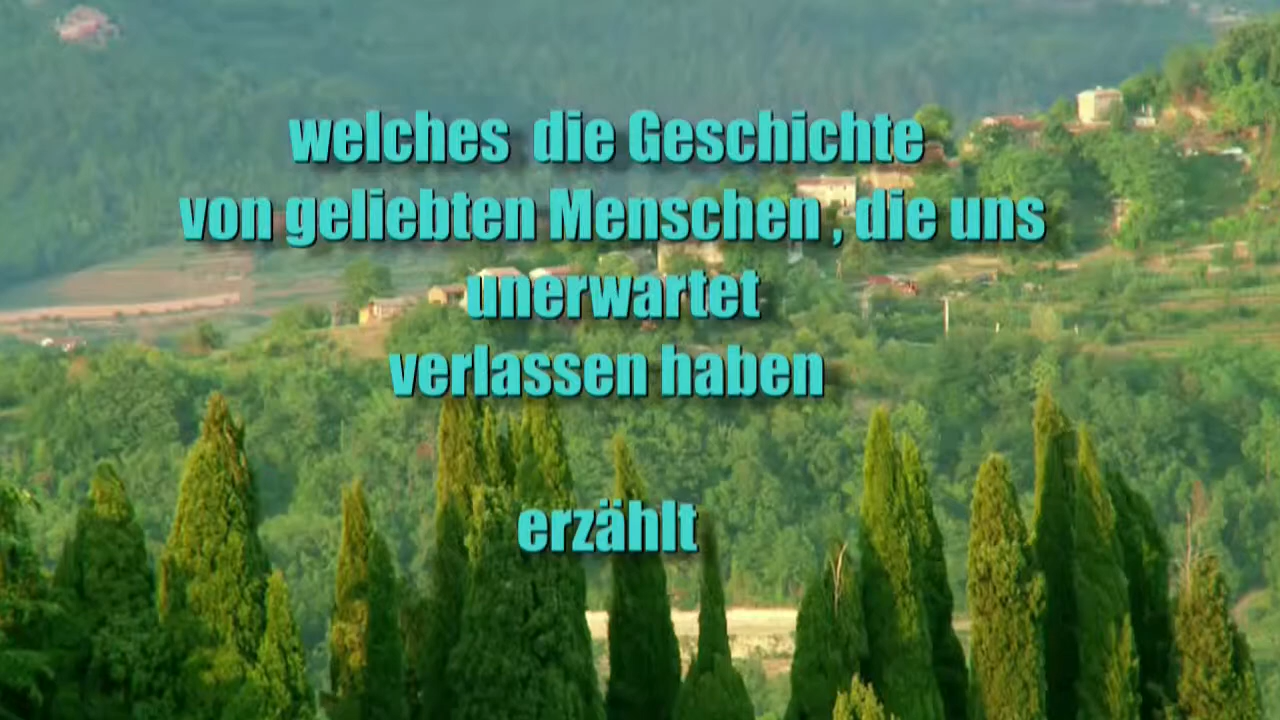 welches die Geschichte
von geliebten Menschen , die uns
unerwartet
verlassen haben
erzählt